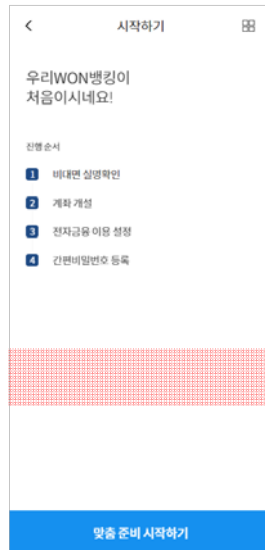 시작하기
우리WON뱅킹이
처음이시네요!
진행 순서
1 비대면 실명확인
2 계좌 개설
3 전자금융 이용 설정
4 간편비밀번호 등록
맞춤 준비 시작하기